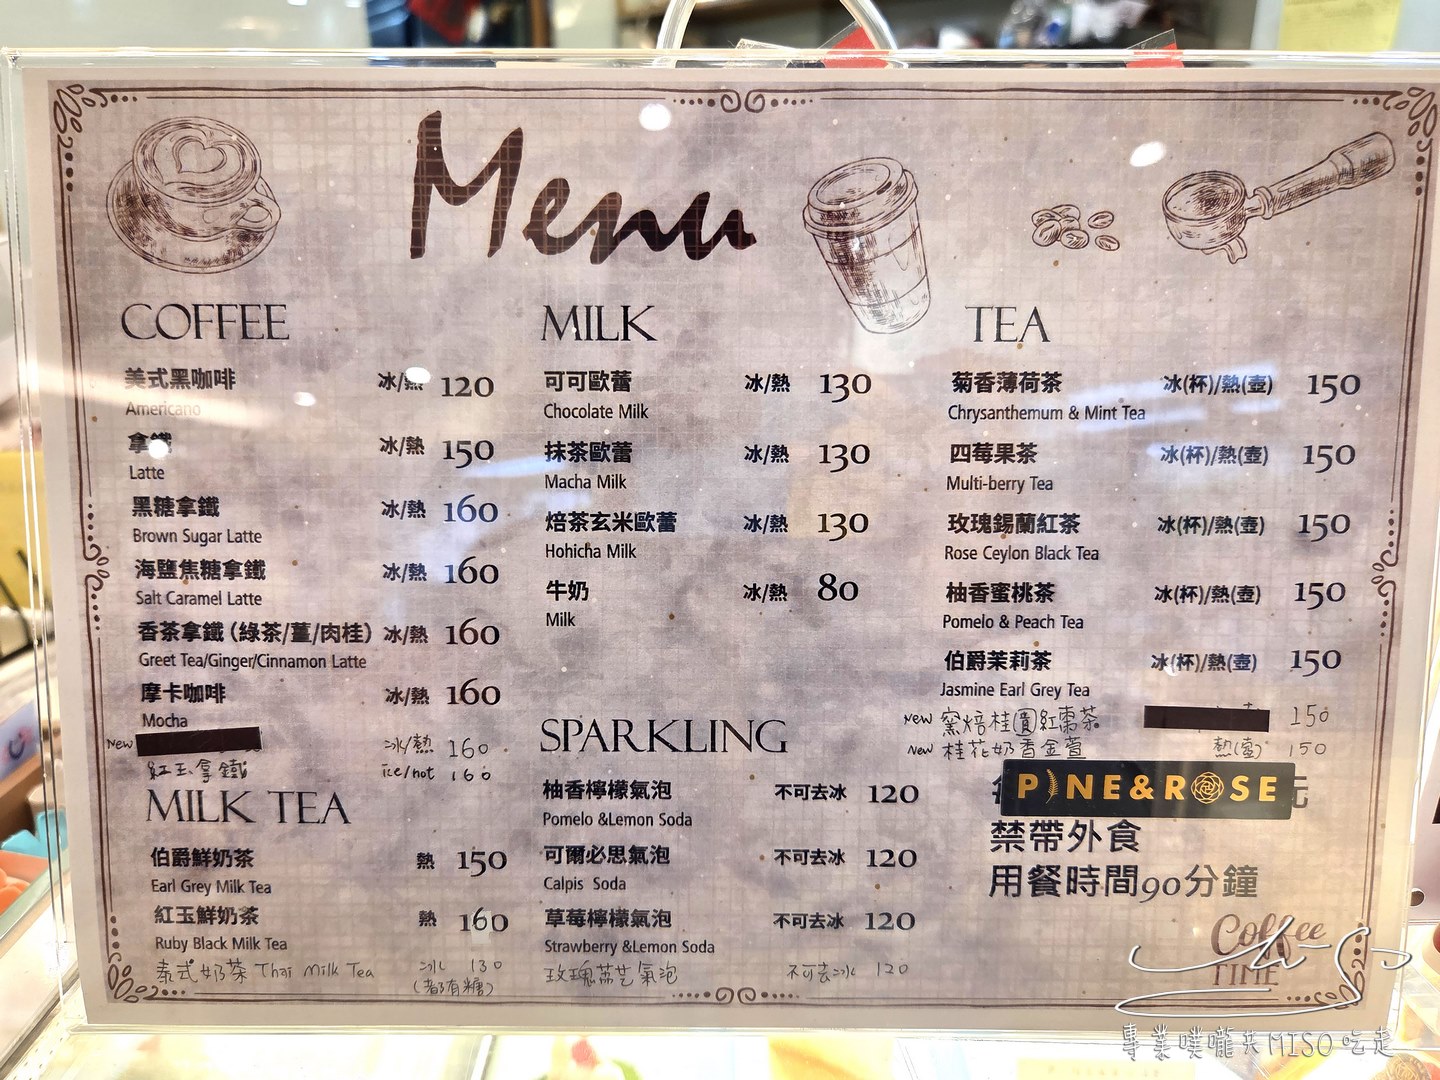 Menu
COFFEE
美式黑咖啡 冰/熱 120
Americano
拿鐵 冰/熱 150
Latte
黑糖拿鐵 冰/熱 160
Brown Sugar Latte
海鹽焦糖拿鐵 冰/熱 160
Salt Caramel Latte
香茶拿鐵（綠茶/薑/肉桂） 冰/熱 160
Greet Tea/Ginger/Cinnamon Latte
摩卡咖啡 冰/熱 160
Mocha
New 冰/熱 160
紅玉拿鐵 ice/hot 160
MILK TEA
伯爵鮮奶茶 熱 150
Earl Grey Milk Tea
紅玉鮮奶茶 熱 160
Ruby Black Milk Tea
泰式奶茶 Thai Milk Tea 冰 130
(都有糖)
MILK
可可歐蕾 冰/熱 130
Chocolate Milk
抹茶歐蕾 冰/熱 130
Macha Milk
焙茶玄米歐蕾 冰/熱 130
Hohicha Milk
牛奶 冰/熱 80
Milk
SPARKLING
柚香檸檬氣泡 不可去冰 120
Pomelo &Lemon Soda
可爾必思氣泡 不可去冰 120
Calpis Soda
草莓檸檬氣泡 不可去冰 120
Strawberry &Lemon Soda
玫瑰荔芝氣泡 不可去冰 120
TEA
菊香薄荷茶 冰(杯)/熱(壺) 150
Chrysanthemum & Mint Tea
四莓果茶 冰(杯)/熱(壺) 150
Multi-berry Tea
玫瑰錫蘭紅茶 冰(杯)/熱(壺) 150
Rose Ceylon Black Tea
柚香蜜桃茶 冰(杯)/熱(壺) 150
Pomelo & Peach Tea
伯爵茉莉茶 冰(杯)/熱(壺) 150
Jasmine Earl Grey Tea
New 窯焙桂圓紅棗茶 150
New 桂花奶香金萱 熱(壺) 150
PINE&ROSE 元
禁帶外食
用餐時間90分鐘
Coffee
TIME
專業噗嚨共MISO吃走